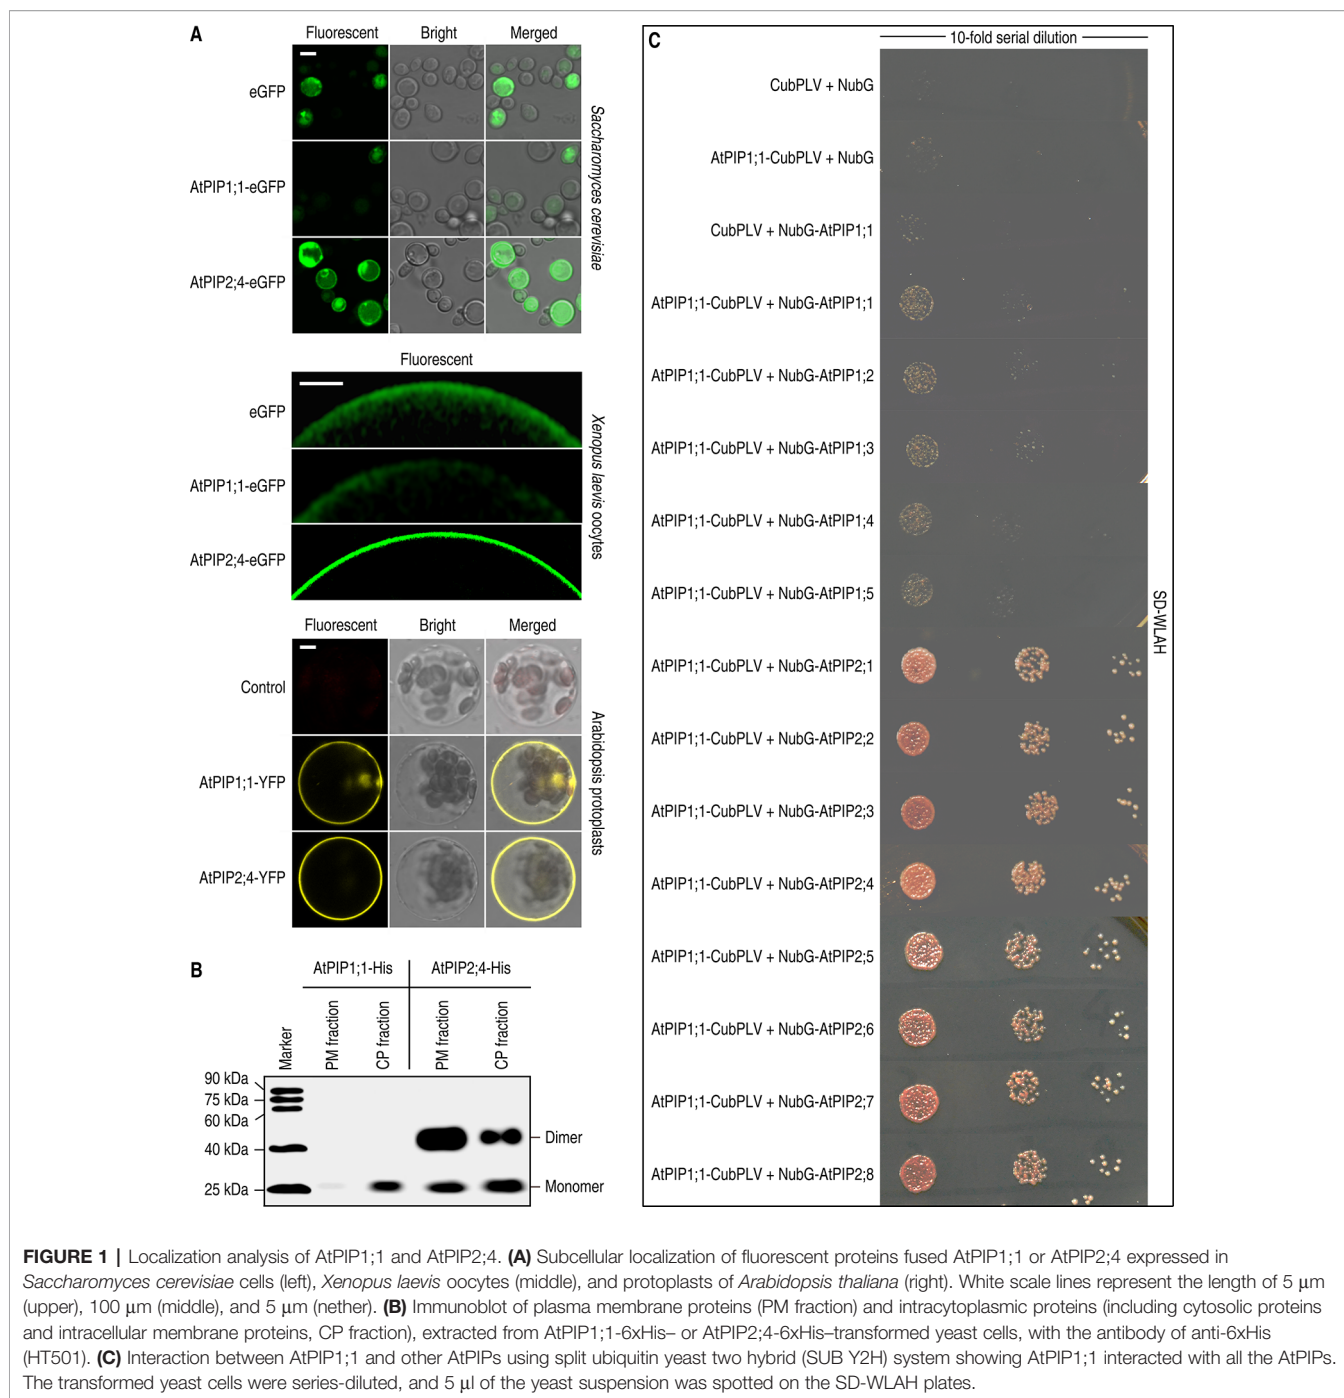 A
Fluorescent Bright Merged
eGFP
AtPIP1;1-eGFP
AtPIP2;4-eGFP
Saccharomyces cerevisiae
Fluorescent
eGFP
AtPIP1;1-eGFP
AtPIP2;4-eGFP
Xenopus laevis oocytes
Fluorescent Bright Merged
Control
AtPIP1;1-YFP
AtPIP2;4-YFP
Arabidopsis protoplasts
B
AtPIP1;1-His AtPIP2;4-His
Marker
PM fraction
CP fraction
PM fraction
CP fraction
90 kDa
75 kDa
60 kDa
40 kDa
25 kDa
Dimer
Monomer
C
10-fold serial dilution
CubPLV + NubG
AtPIP1;1-CubPLV + NubG
CubPLV + NubG-AtPIP1;1
AtPIP1;1-CubPLV + NubG-AtPIP1;1
AtPIP1;1-CubPLV + NubG-AtPIP1;2
AtPIP1;1-CubPLV + NubG-AtPIP1;3
AtPIP1;1-CubPLV + NubG-AtPIP1;4
AtPIP1;1-CubPLV + NubG-AtPIP1;5
AtPIP1;1-CubPLV + NubG-AtPIP2;1
AtPIP1;1-CubPLV + NubG-AtPIP2;2
AtPIP1;1-CubPLV + NubG-AtPIP2;3
AtPIP1;1-CubPLV + NubG-AtPIP2;4
AtPIP1;1-CubPLV + NubG-AtPIP2;5
AtPIP1;1-CubPLV + NubG-AtPIP2;6
AtPIP1;1-CubPLV + NubG-AtPIP2;7
AtPIP1;1-CubPLV + NubG-AtPIP2;8
SD-WLAH
FIGURE 1 | Localization analysis of AtPIP1;1 and AtPIP2;4. (A) Subcellular localization of fluorescent proteins fused AtPIP1;1 or AtPIP2;4 expressed in
Saccharomyces cerevisiae cells (left), Xenopus laevis oocytes (middle), and protoplasts of Arabidopsis thaliana (right). White scale lines represent the length of 5 μm
(upper), 100 μm (middle), and 5 μm (nether). (B) Immunoblot of plasma membrane proteins (PM fraction) and intracytoplasmic proteins (including cytosolic proteins
and intracellular membrane proteins, CP fraction), extracted from AtPIP1;1-6xHis– or AtPIP2;4-6xHis–transformed yeast cells, with the antibody of anti-6xHis
(HT501). (C) Interaction between AtPIP1;1 and other AtPIPs using split ubiquitin yeast two hybrid (SUB Y2H) system showing AtPIP1;1 interacted with all the AtPIPs.
The transformed yeast cells were series-diluted, and 5 μl of the yeast suspension was spotted on the SD-WLAH plates.